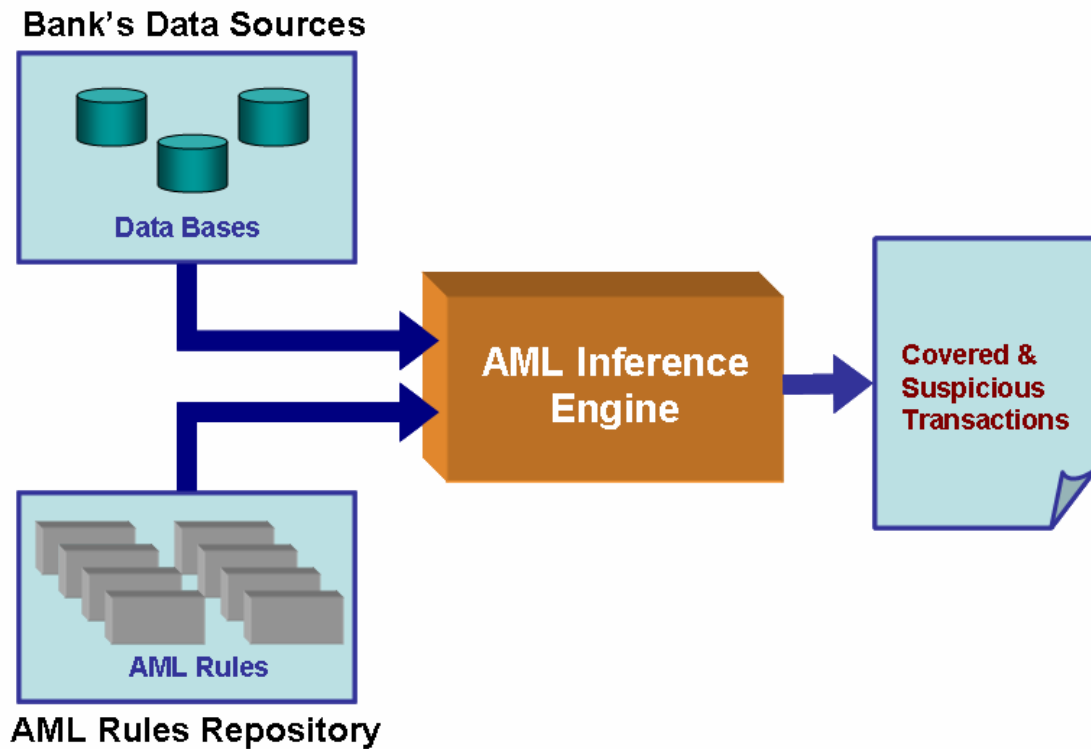 Bank's Data Sources
Data Bases
AML Inference
Engine
Covered &
Suspicious
Transactions
AML Rules
AML Rules Repository